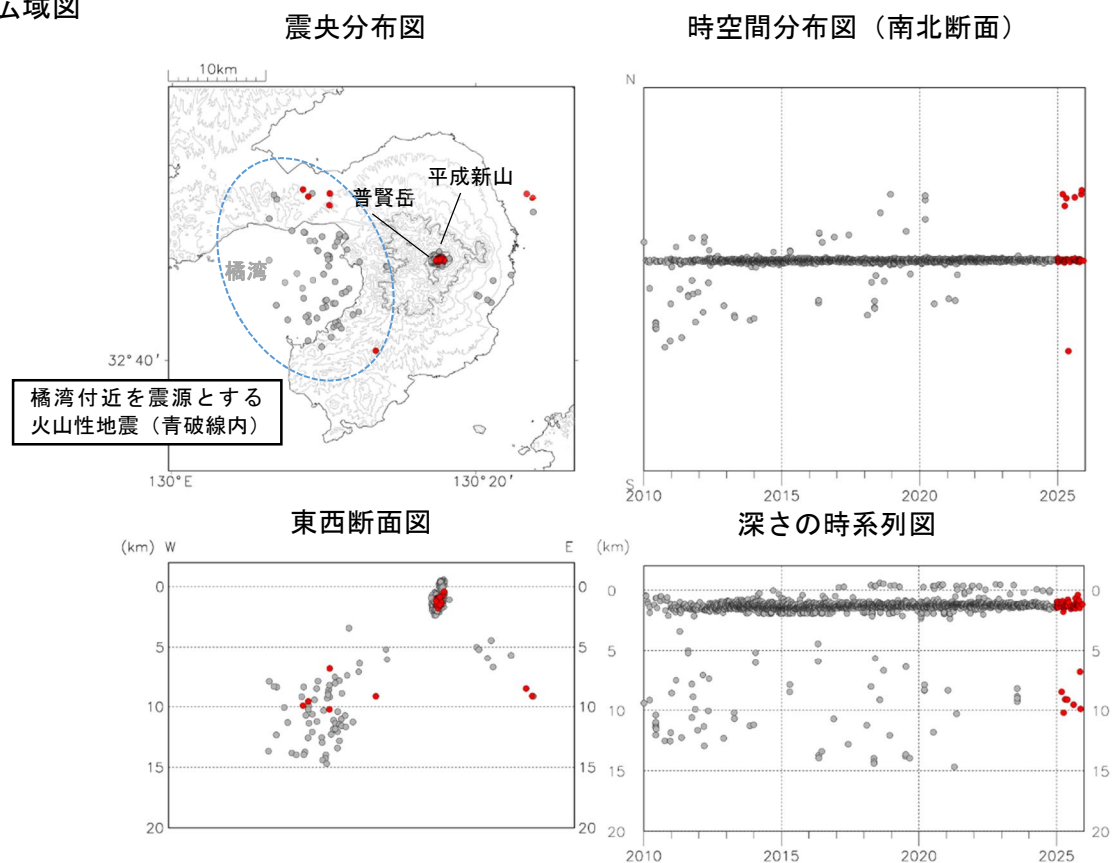 広域図
震央分布図
時空間分布図（南北断面）
10km
平成新山
普賢岳
橘湾
32°40′
橘湾付近を震源とする
火山性地震（青破線内）
130°E
130°20′
N
S
2010
2015
2020
2025
東西断面図
深さの時系列図
(km) W
E
0
5
10
15
20
0
5
10
15
20
(km)
0
5
10
15
20
0
5
10
15
20
2010
2015
2020
2025